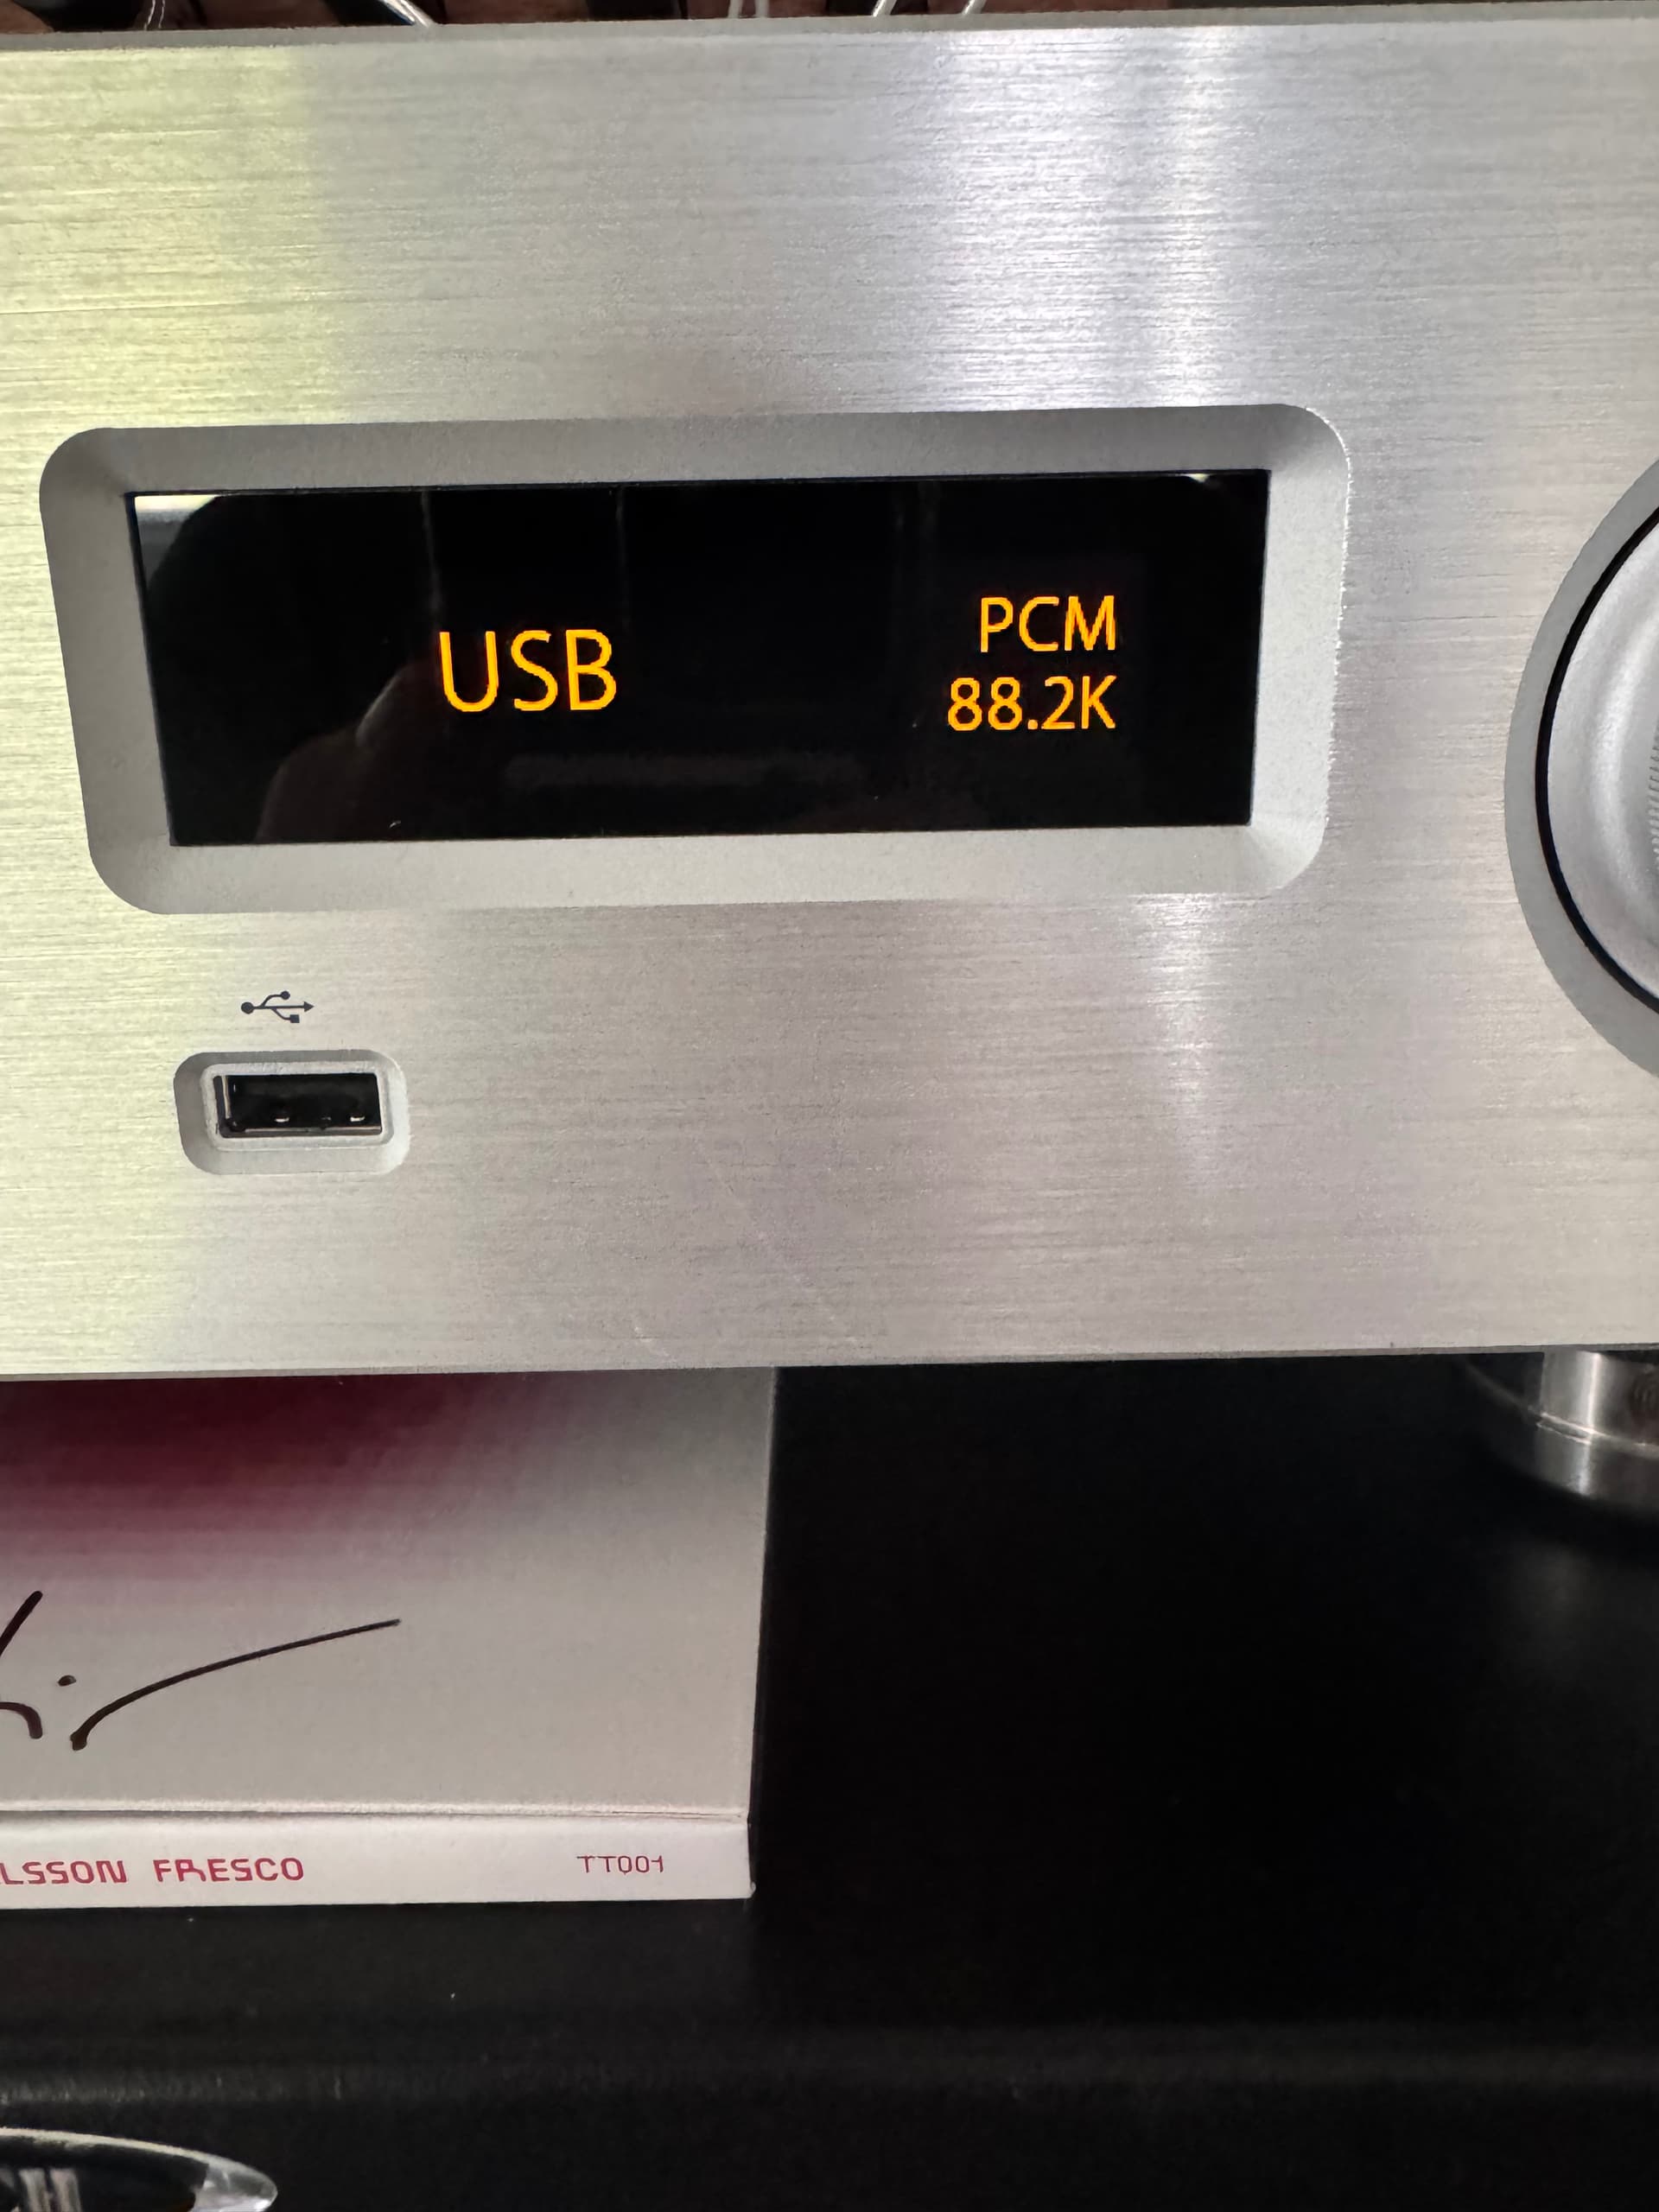 USB
PCM
88.2K
LSSON FRESCO
TT001